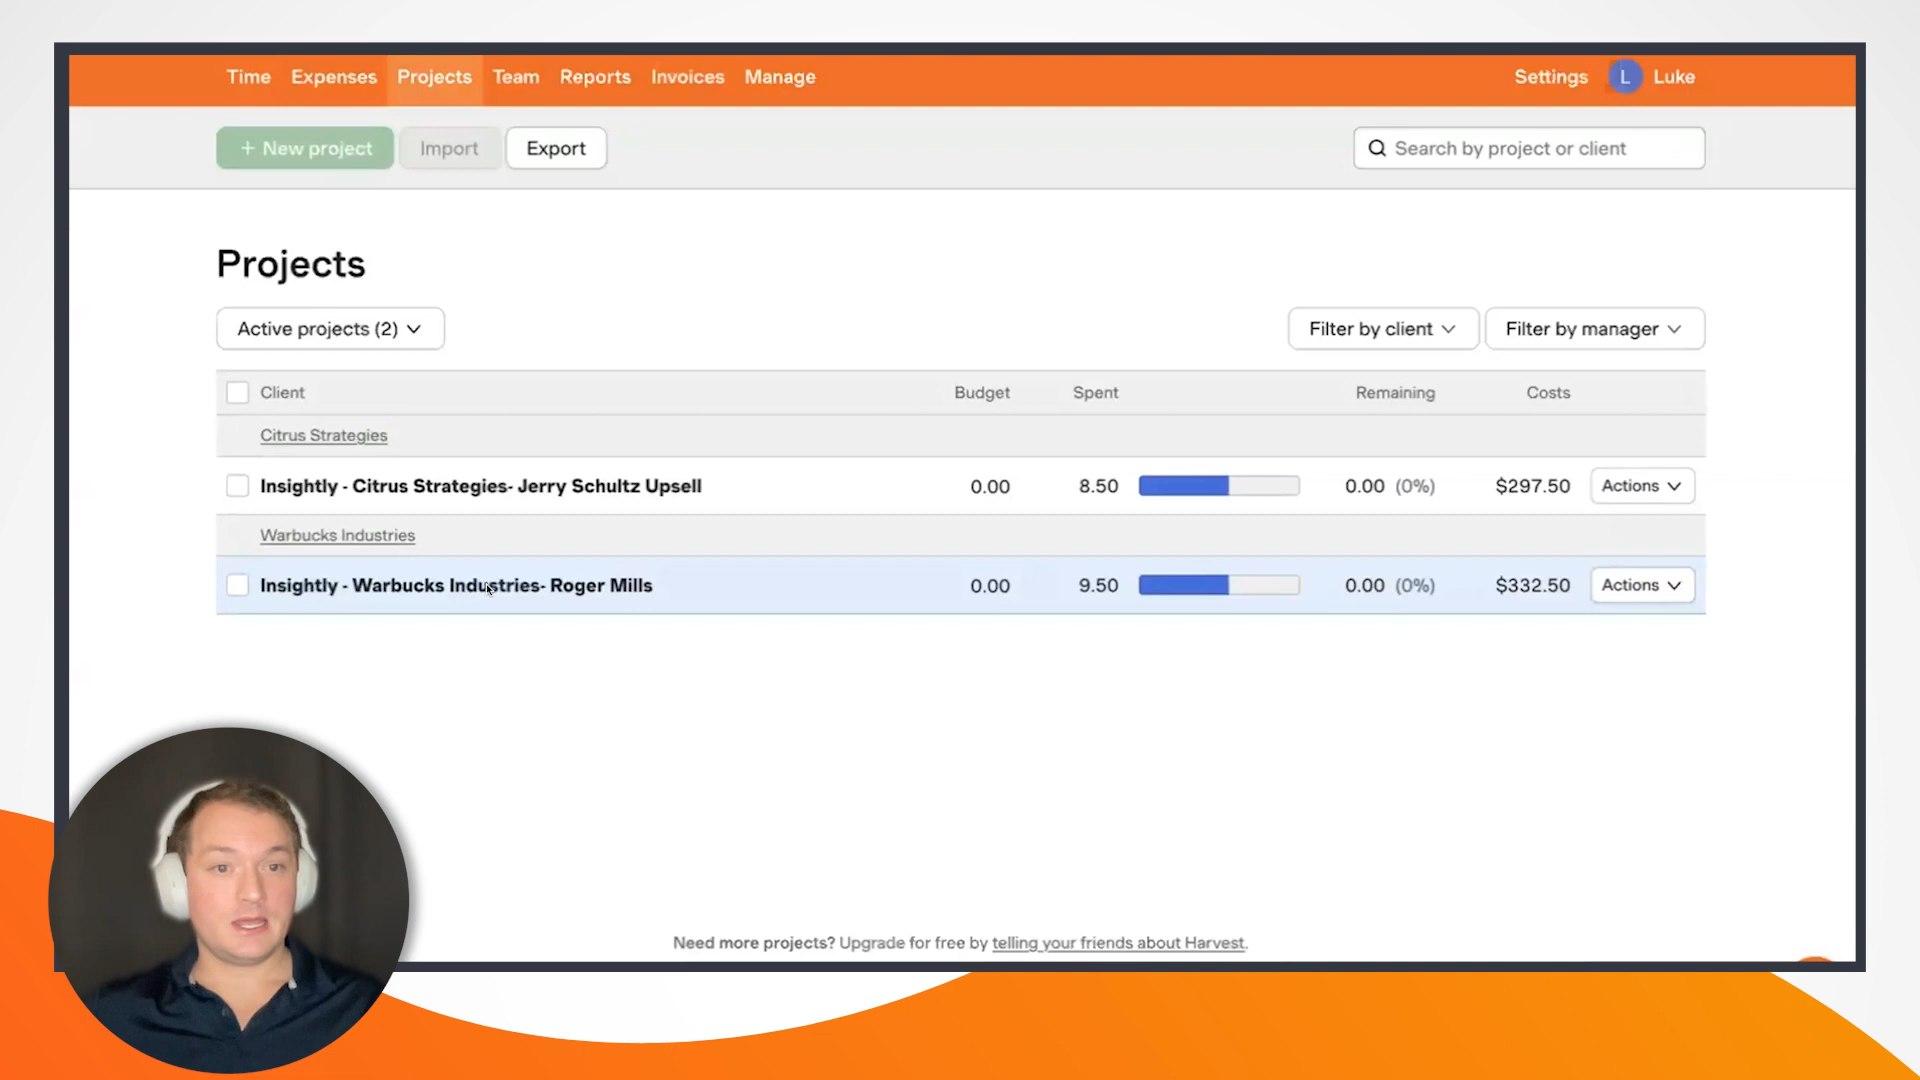 Time Expenses Projects Team Reports Invoices Manage Settings L Luke
+ New project Import Export Search by project or client
Projects
Active projects (2) Filter by client Filter by manager
Client Budget Spent Remaining Costs
Citrus Strategies
Insightly - Citrus Strategies- Jerry Schultz Upsell 0.00 8.50 0.00 (0%) $297.50 Actions
Warbucks Industries
Insightly - Warbucks Industries- Roger Mills 0.00 9.50 0.00 (0%) $332.50 Actions
Need more projects? Upgrade for free by telling your friends about Harvest.